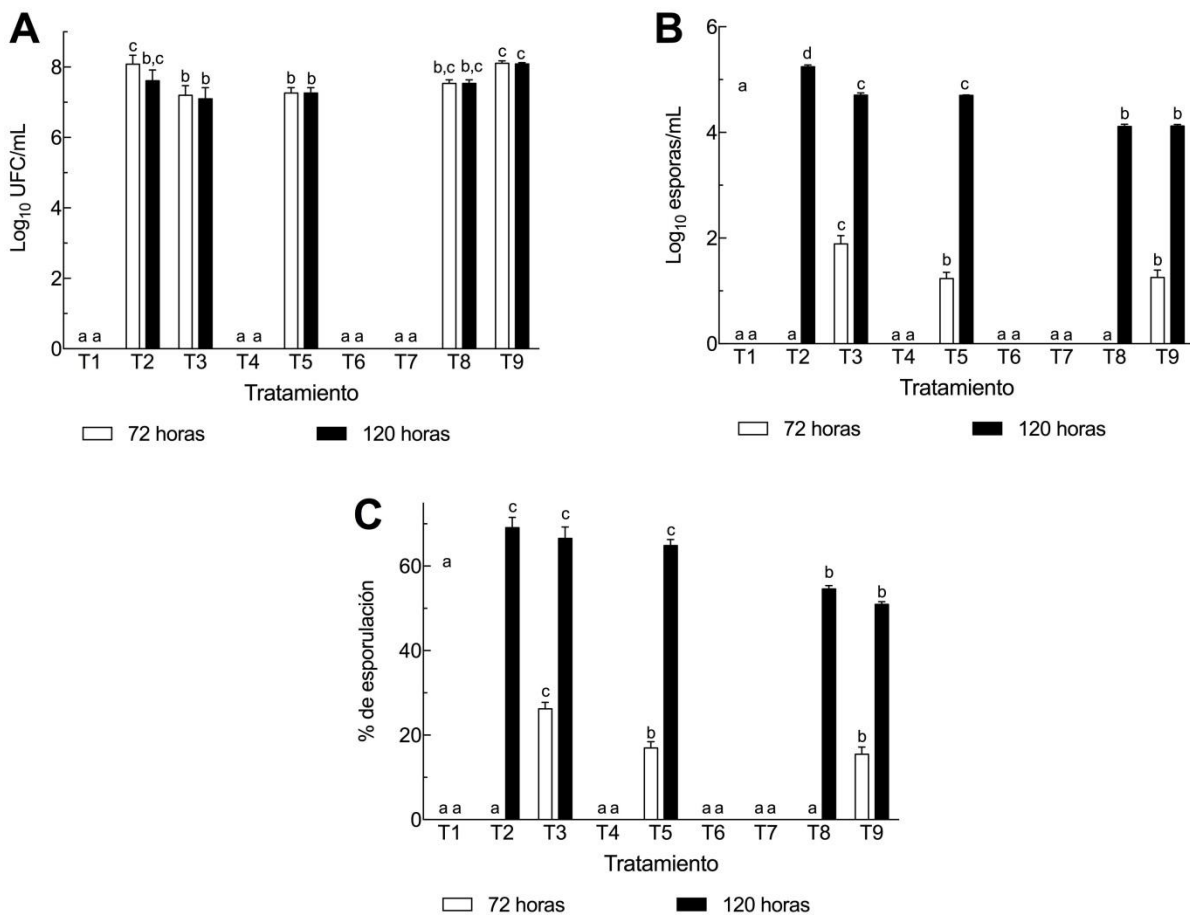 A
Log10 UFC/mL
8
6
4
2
0
c b,c b b b b b,c b,c c c
a a a a a a a a
T1 T2 T3 T4 T5 T6 T7 T8 T9
Tratamiento
72 horas 120 horas
B
Log10 esporas/mL
6
4
2
0
a d c c b b
c b b
a a a a a a a a a a
T1 T2 T3 T4 T5 T6 T7 T8 T9
Tratamiento
72 horas 120 horas
C
% de esporulación
60
40
20
0
a c c c b b
c b b
a a a a a a a a a a
T1 T2 T3 T4 T5 T6 T7 T8 T9
Tratamiento
72 horas 120 horas